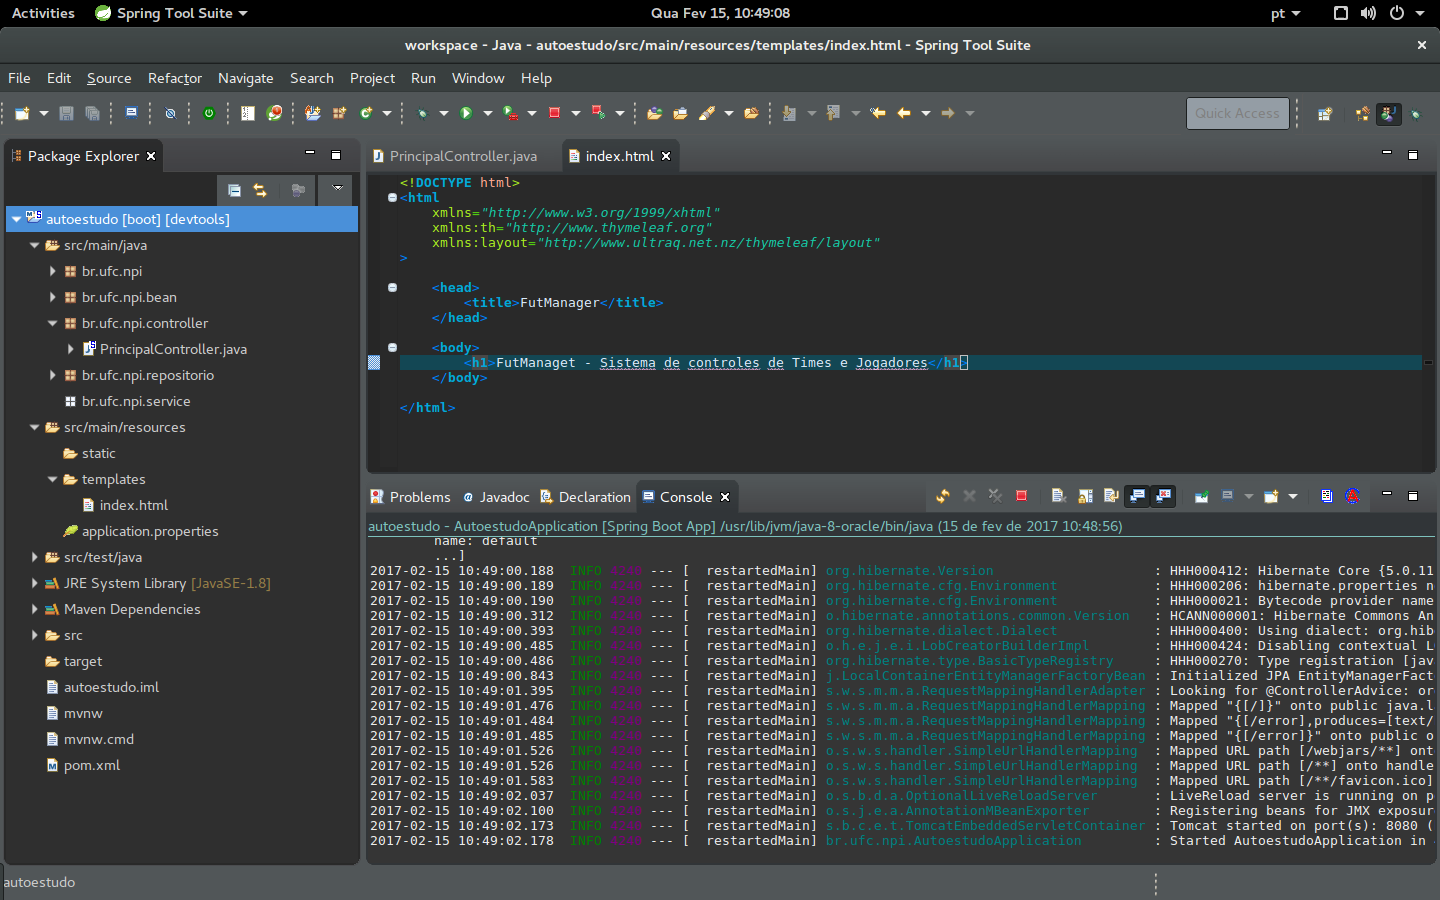 Activities Spring Tool Suite Qua Fev 15, 10:49:08 pt
workspace - Java - autoestudo/src/main/resources/templates/index.html - Spring Tool Suite
File Edit Source Refactor Navigate Search Project Run Window Help
Quick Access
Package Explorer
autoestudo [boot] [devtools]
src/main/java
br.ufc.npi
br.ufc.npi.bean
br.ufc.npi.controller
PrincipalController.java
br.ufc.npi.repositorio
br.ufc.npi.service
src/main/resources
static
templates
index.html
application.properties
src/test/java
JRE System Library [JavaSE-1.8]
Maven Dependencies
src
target
autoestudo.iml
mvnw
mvnw.cmd
pom.xml
PrincipalController.java index.html
<!DOCTYPE html>
<html
xmlns="http://www.w3.org/1999/xhtml"
xmlns:th="http://www.thymeleaf.org"
xmlns:layout="http://www.ultraq.net.nz/thymeleaf/layout"
>
<head>
<title>FutManager</title>
</head>
<body>
<h1>FutManaget - Sistema de controles de Times e Jogadores</h1>
</body>
</html>
Problems Javadoc Declaration Console
autoestudo - AutoestudoApplication [Spring Boot App] /usr/lib/jvm/java-8-oracle/bin/java (15 de fev de 2017 10:48:56)
name: default
...]
2017-02-15 10:49:00.188 INFO --- [ restartedMain] org.hibernate.Version : HHH000412: Hibernate Core {5.0.11
2017-02-15 10:49:00.189 INFO --- [ restartedMain] org.hibernate.cfg.Environment : HHH000206: hibernate.properties n
2017-02-15 10:49:00.190 INFO --- [ restartedMain] org.hibernate.cfg.Environment : HHH000021: Bytecode provider name
2017-02-15 10:49:00.312 INFO --- [ restartedMain] o.hibernate.annotations.common.Version : HCANN000001: Hibernate Commons An
2017-02-15 10:49:00.393 INFO --- [ restartedMain] org.hibernate.dialect.Dialect : HHH000400: Using dialect: org.hib
2017-02-15 10:49:00.485 INFO --- [ restartedMain] o.h.e.j.e.i.LobCreatorBuilderImpl : HHH000424: Disabling contextual L
2017-02-15 10:49:00.486 INFO --- [ restartedMain] org.hibernate.type.BasicTypeRegistry : HHH000270: Type registration [jav
2017-02-15 10:49:00.843 INFO --- [ restartedMain] j.LocalContainerEntityManagerFactoryBean : Initialized JPA EntityManagerFact
2017-02-15 10:49:01.395 INFO --- [ restartedMain] s.w.s.m.m.a.RequestMappingHandlerAdapter : Looking for @ControllerAdvice: or
2017-02-15 10:49:01.476 INFO --- [ restartedMain] s.w.s.m.m.a.RequestMappingHandlerMapping : Mapped "{[/]}" onto public java.l
2017-02-15 10:49:01.484 INFO --- [ restartedMain] s.w.s.m.m.a.RequestMappingHandlerMapping : Mapped "{[/error],produces=[text/
2017-02-15 10:49:01.485 INFO --- [ restartedMain] s.w.s.m.m.a.RequestMappingHandlerMapping : Mapped "{[/error]}" onto public o
2017-02-15 10:49:01.526 INFO --- [ restartedMain] o.s.w.s.handler.SimpleUrlHandlerMapping : Mapped URL path [/webjars/**] ont
2017-02-15 10:49:01.526 INFO --- [ restartedMain] o.s.w.s.handler.SimpleUrlHandlerMapping : Mapped URL path [/**] onto handle
2017-02-15 10:49:01.583 INFO --- [ restartedMain] o.s.w.s.handler.SimpleUrlHandlerMapping : Mapped URL path [/**/favicon.ico]
2017-02-15 10:49:02.037 INFO --- [ restartedMain] o.s.b.d.a.OptionalLiveReloadServer : LiveReload server is running on p
2017-02-15 10:49:02.100 INFO --- [ restartedMain] o.s.j.e.a.AnnotationMBeanExporter : Registering beans for JMX exposur
2017-02-15 10:49:02.173 INFO --- [ restartedMain] s.b.c.e.t.TomcatEmbeddedServletContainer : Tomcat started on port(s): 8080 (
2017-02-15 10:49:02.178 INFO --- [ restartedMain] br.ufc.npi.AutoestudoApplication : Started AutoestudoApplication in
autoestudo